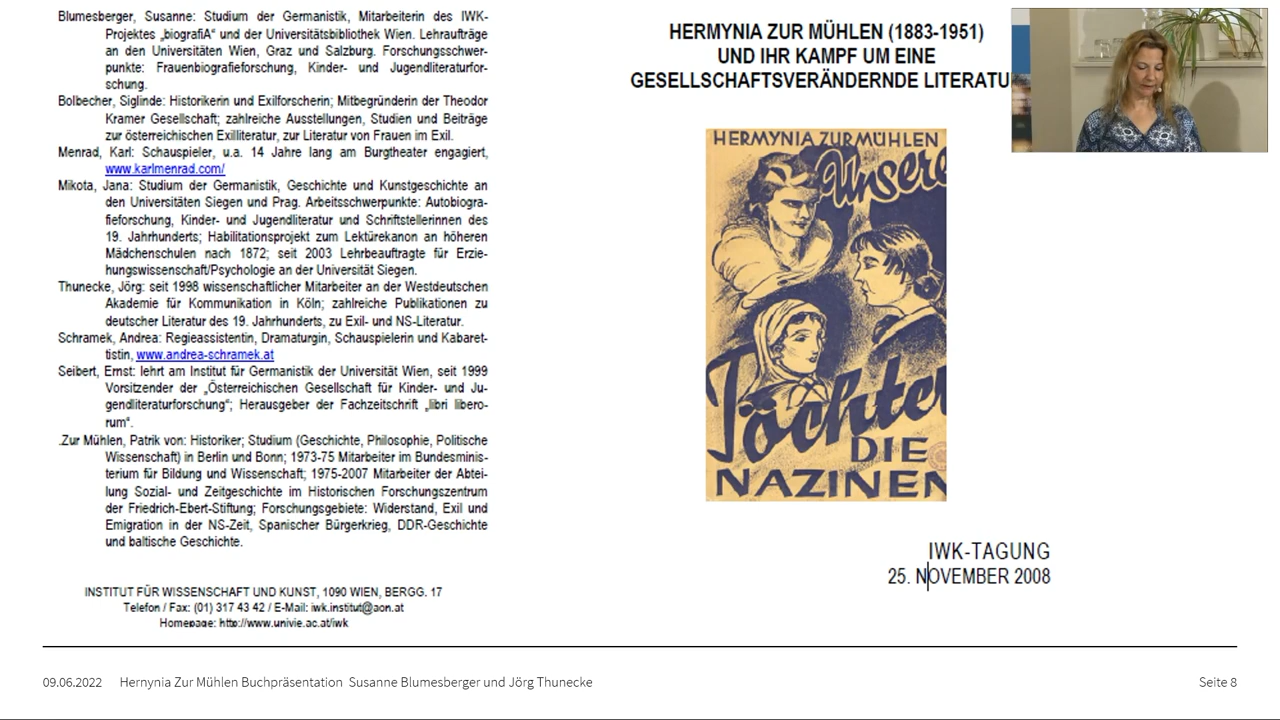 Blumesberger, Susanne: Studium der Germanistik, Mitarbeiterin des IWK-
Projektes „biografiA“ und der Universitätsbibliothek Wien. Lehraufträge
an den Universitäten Wien, Graz und Salzburg. Forschungsschwer-
punkte: Frauenbiografieforschung, Kinder- und Jugendliteraturfor-
schung.
Bolbecher, Siglinde: Historikerin und Exilforscherin; Mitbegründerin der Theodor
Kramer Gesellschaft; zahlreiche Ausstellungen, Studien und Beiträge
zur österreichischen Exilliteratur, zur Literatur von Frauen im Exil.
Menrad, Karl: Schauspieler, u.a. 14 Jahre lang am Burgtheater engagiert,
www.karlmenrad.com/
Mikota, Jana: Studium der Germanistik, Geschichte und Kunstgeschichte an
den Universitäten Siegen und Prag. Arbeitsschwerpunkte: Autobiogra-
fieforschung, Kinder- und Jugendliteratur und Schriftstellerinnen des
19. Jahrhunderts; Habilitationsprojekt zum Lektürekanon an höheren
Mädchenschulen nach 1872; seit 2003 Lehrbeauftragte für Erzie-
hungswissenschaft/Psychologie an der Universität Siegen.
Thunecke, Jörg: seit 1998 wissenschaftlicher Mitarbeiter an der Westdeutschen
Akademie für Kommunikation in Köln; zahlreiche Publikationen zu
deutscher Literatur des 19. Jahrhunderts, zu Exil- und NS-Literatur.
Schramek, Andrea: Regieassistentin, Dramaturgin, Schauspielerin und Kabaret-
tistin, www.andrea-schramek.at
Seibert, Ernst: lehrt am Institut für Germanistik der Universität Wien, seit 1999
Vorsitzender der „Österreichischen Gesellschaft für Kinder- und Ju-
gendliteraturforschung“; Herausgeber der Fachzeitschrift „libri libero-
rum“.
.Zur Mühlen, Patrik von: Historiker; Studium (Geschichte, Philosophie, Politische
Wissenschaft) in Berlin und Bonn; 1973-75 Mitarbeiter im Bundesminis-
terium für Bildung und Wissenschaft; 1975-2007 Mitarbeiter der Abtei-
lung Sozial- und Zeitgeschichte im Historischen Forschungszentrum
der Friedrich-Ebert-Stiftung; Forschungsgebiete: Widerstand, Exil und
Emigration in der NS-Zeit, Spanischer Bürgerkrieg, DDR-Geschichte
und baltische Geschichte.
INSTITUT FÜR WISSENSCHAFT UND KUNST, 1090 WIEN, BERGG. 17
Telefon / Fax: (01) 317 43 42 / E-Mail: iwk.institut@aon.at
Homepage: http://www.univie.ac.at/iwk
HERMYNIA ZUR MÜHLEN (1883-1951)
UND IHR KAMPF UM EINE
GESELLSCHAFTSVERÄNDERNDE LITERATU
HERMYNIA ZUR MÜHLEN
Unsere
Töchter
DIE
NAZINEN
IWK-TAGUNG
25. NOVEMBER 2008
09.06.2022 Hernynia Zur Mühlen Buchpräsentation Susanne Blumesberger und Jörg Thunecke
Seite 8